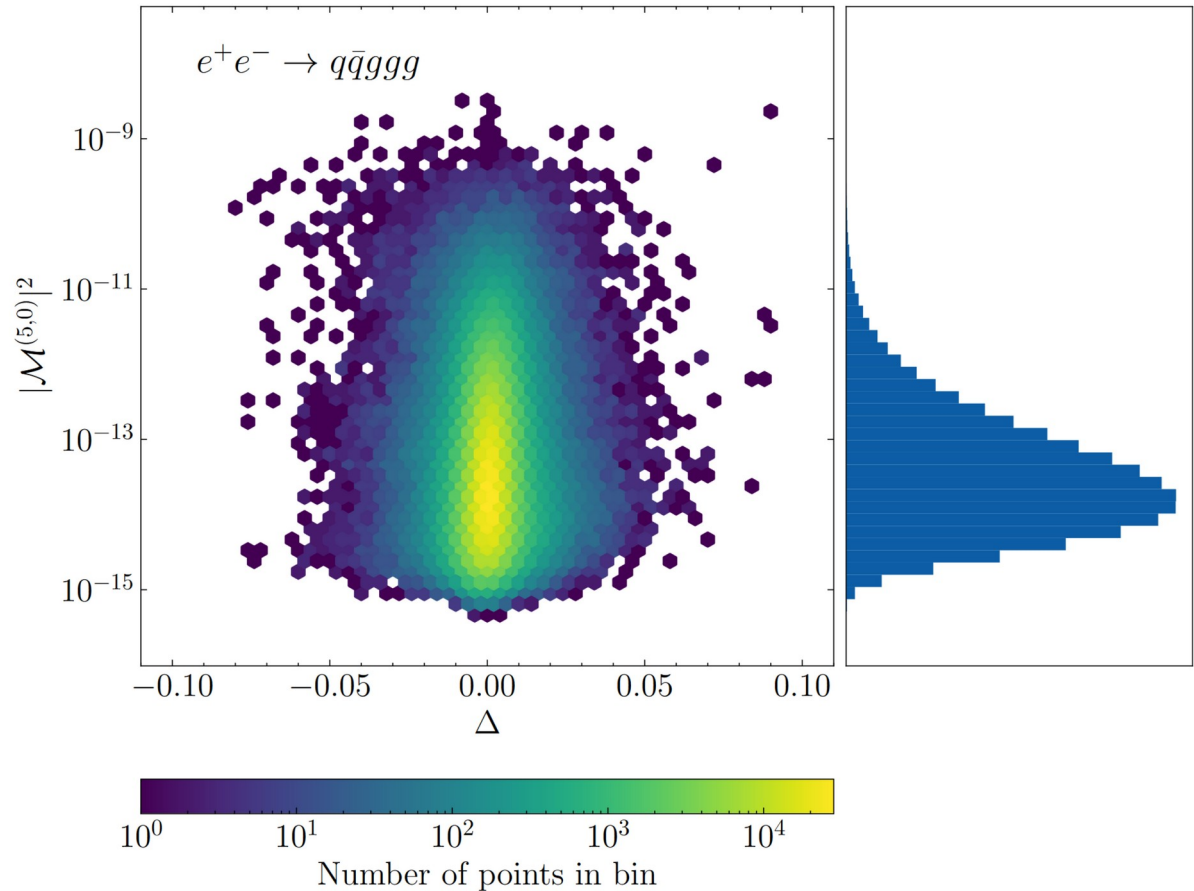 e⁺e⁻ → qq̄ggg
10⁻⁹
10⁻¹¹
10⁻¹³
10⁻¹⁵
|𝓜⁽⁵,⁰⁾|²
−0.10 −0.05 0.00 0.05 0.10
Δ
10⁰ 10¹ 10² 10³ 10⁴
Number of points in bin